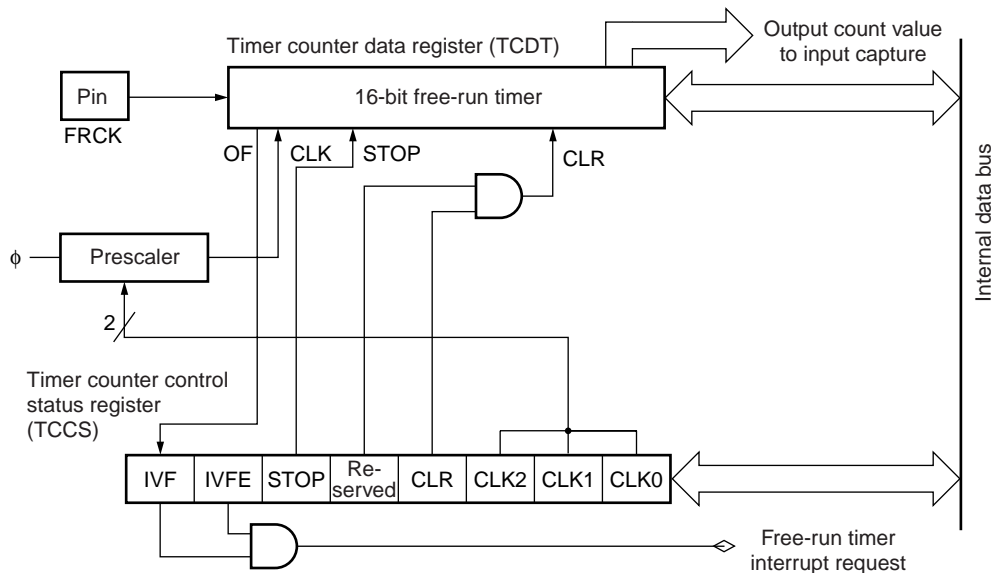 Timer counter data register (TCDT)
Output count value
to input capture
Pin
16-bit free-run timer
FRCK
OF
CLK
STOP
CLR
Internal data bus
ϕ
Prescaler
2
Timer counter control
status register
(TCCS)
IVF
IVFE
STOP
Re-
served
CLR
CLK2
CLK1
CLK0
Free-run timer
interrupt request